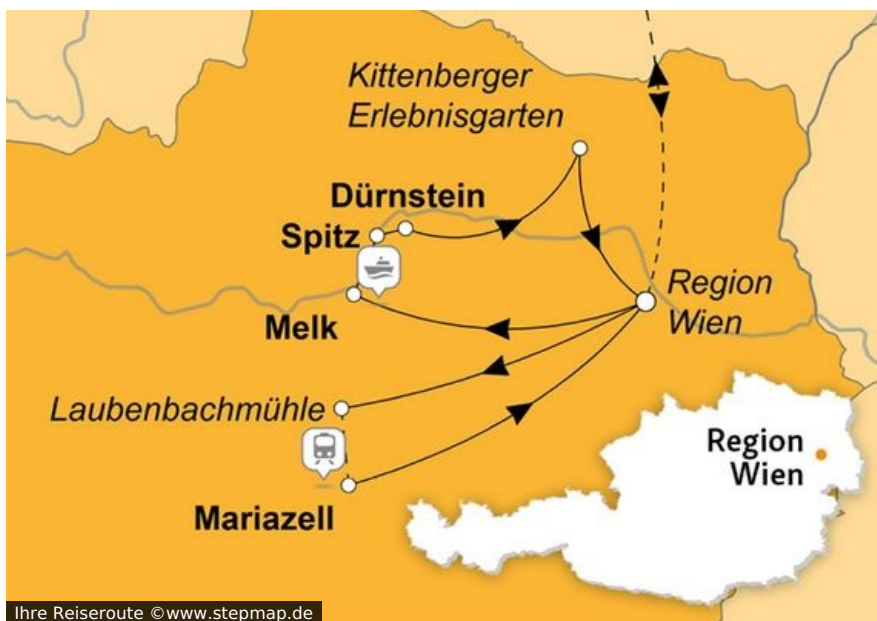 Kittenberger
Erlebnisgarten
Dürnstein
Spitz
Region
Wien
Melk
Laubenbachmühle
Mariazell
Region
Wien
Ihre Reiseroute ©www.stepmap.de